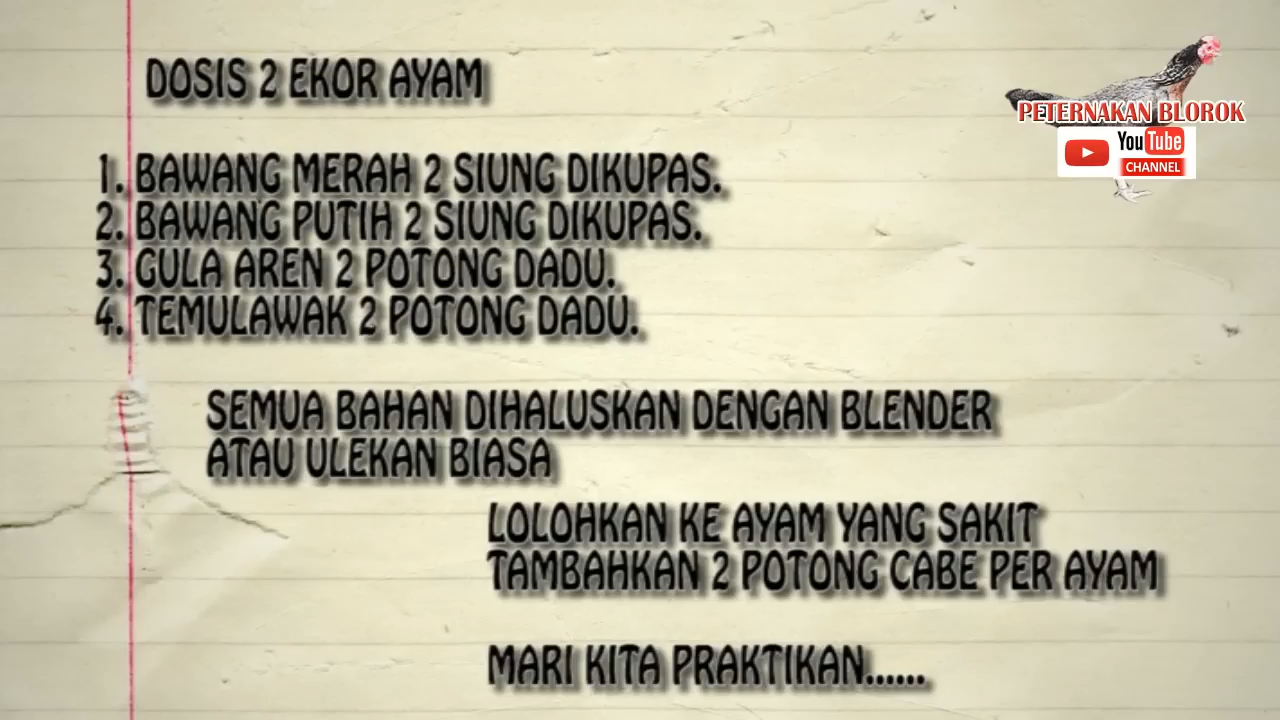 DOSIS 2 EKOR AYAM
PETERNAKAN BLOROK
YouTube
CHANNEL
1. BAWANG MERAH 2 SIUNG DIKUPAS.
2. BAWANG PUTIH 2 SIUNG DIKUPAS.
3. GULA AREN 2 POTONG DADU.
4. TEMULAWAK 2 POTONG DADU.
SEMUA BAHAN DIHALUSKAN DENGAN BLENDER
ATAU ULEKAN BIASA
LOLOHKAN KE AYAM YANG SAKIT
TAMBAHKAN 2 POTONG CABE PER AYAM
MARI KITA PRAKTIKAN......